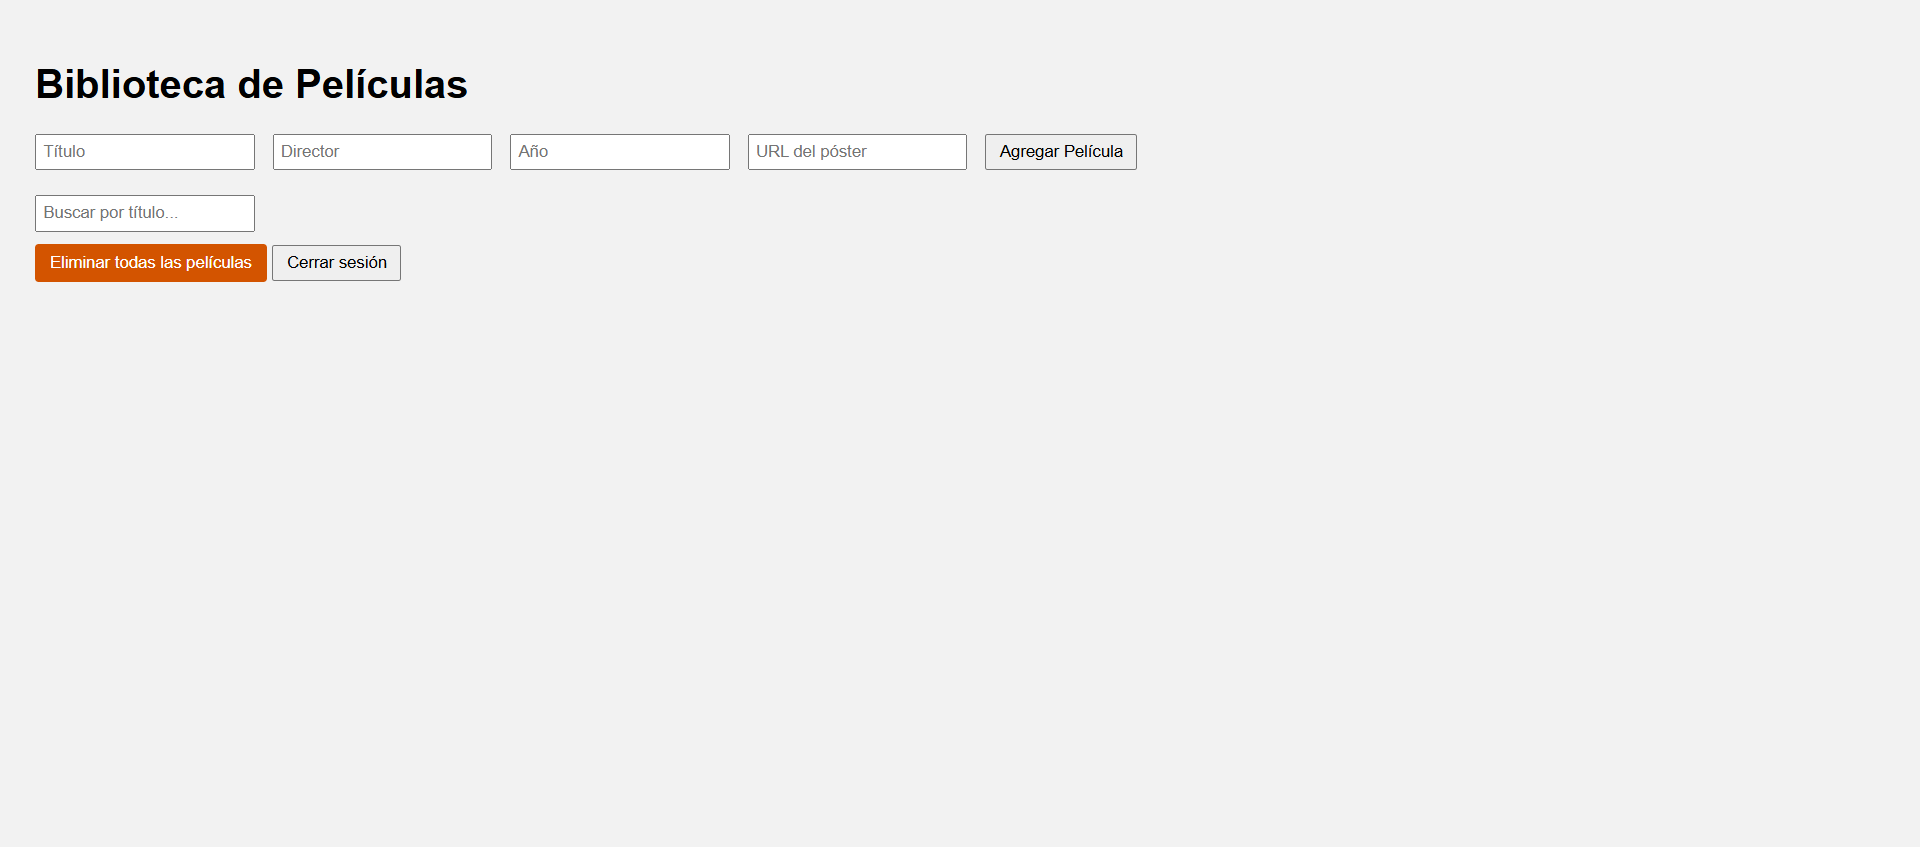 Biblioteca de Películas
Título Director Año URL del póster Agregar Película
Buscar por título...
Eliminar todas las películas Cerrar sesión